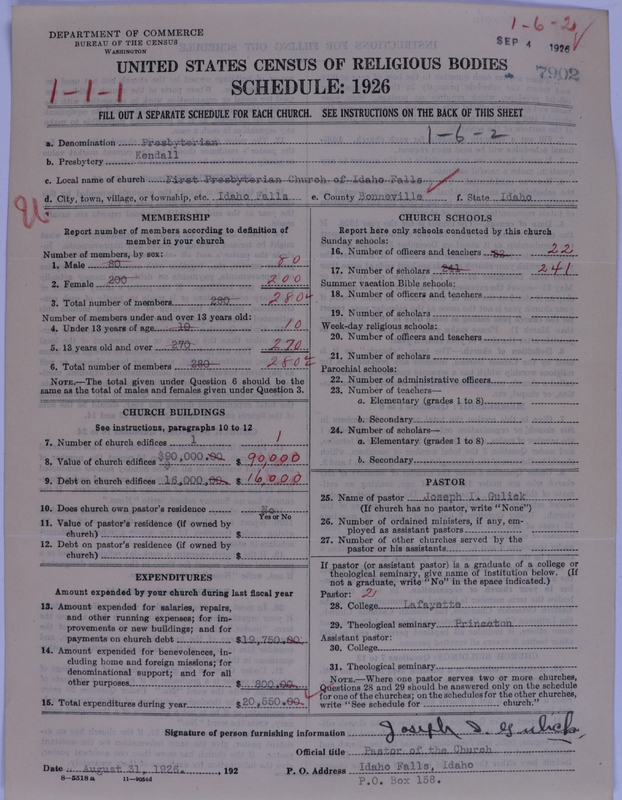 DEPARTMENT OF COMMERCE
BUREAU OF THE CENSUS
WASHINGTON
1-6-2
SEP 4 1926
7902
UNITED STATES CENSUS OF RELIGIOUS BODIES
SCHEDULE: 1926
1-1-1
FILL OUT A SEPARATE SCHEDULE FOR EACH CHURCH. SEE INSTRUCTIONS ON THE BACK OF THIS SHEET
1-6-2
a. Denomination Presbyterian
b. Presbytery Kendall
c. Local name of church First Presbyterian Church of Idaho Falls
d. City, town, village, or township, etc. Idaho Falls e. County Bonneville f. State Idaho
MEMBERSHIP
Report number of members according to definition of
member in your church
Number of members, by sex:
1. Male 80 80
2. Female 200 200
3. Total number of members 280 280
Number of members under and over 13 years old:
4. Under 13 years of age 10 10
5. 13 years old and over 270 270
6. Total number of members 280 280
NOTE.—The total given under Question 6 should be the
same as the total of males and females given under Question 3.
CHURCH BUILDINGS
See instructions, paragraphs 10 to 12
7. Number of church edifices 1 1
8. Value of church edifices $90,000.00 $ 90,000
9. Debt on church edifices 16,000.00 $ 16,000
10. Does church own pastor's residence No
Yes or No
11. Value of pastor's residence (if owned by
church) $
12. Debt on pastor's residence (if owned by
church) $
EXPENDITURES
Amount expended by your church during last fiscal year
13. Amount expended for salaries, repairs,
and other running expenses; for im-
provements or new buildings; and for
payments on church debt $19,750.00
14. Amount expended for benevolences, in-
cluding home and foreign missions; for
denominational support; and for all
other purposes $ 800.00
15. Total expenditures during year $20,550.00
CHURCH SCHOOLS
Report here only schools conducted by this church
Sunday schools:
16. Number of officers and teachers 22 22
17. Number of scholars 241 241
Summer vacation Bible schools:
18. Number of officers and teachers
19. Number of scholars
Week-day religious schools:
20. Number of officers and teachers
21. Number of scholars
Parochial schools:
22. Number of administrative officers
23. Number of teachers—
a. Elementary (grades 1 to 8)
b. Secondary
24. Number of scholars—
a. Elementary (grades 1 to 8)
b. Secondary
PASTOR
25. Name of pastor Joseph I. Gulick
(If church has no pastor, write "None")
26. Number of ordained ministers, if any, em-
ployed as assistant pastors
27. Number of other churches served by the
pastor or his assistants
If pastor (or assistant pastor) is a graduate of a college or
theological seminary, give name of institution below. (If
not a graduate, write "No" in the space indicated.)
Pastor: 2
28. College Lafayette
29. Theological seminary Princeton
Assistant pastor:
30. College
31. Theological seminary
NOTE.—Where one pastor serves two or more churches,
Questions 28 and 29 should be answered only on the schedule
for one of the churches; on the schedules for the other churches,
write "See schedule for church."
Signature of person furnishing information Joseph I. Gulick
Official title Pastor of the Church
Date August 31, 1926. , 192 P. O. Address Idaho Falls, Idaho
8-5518a
P.O. Box 158.